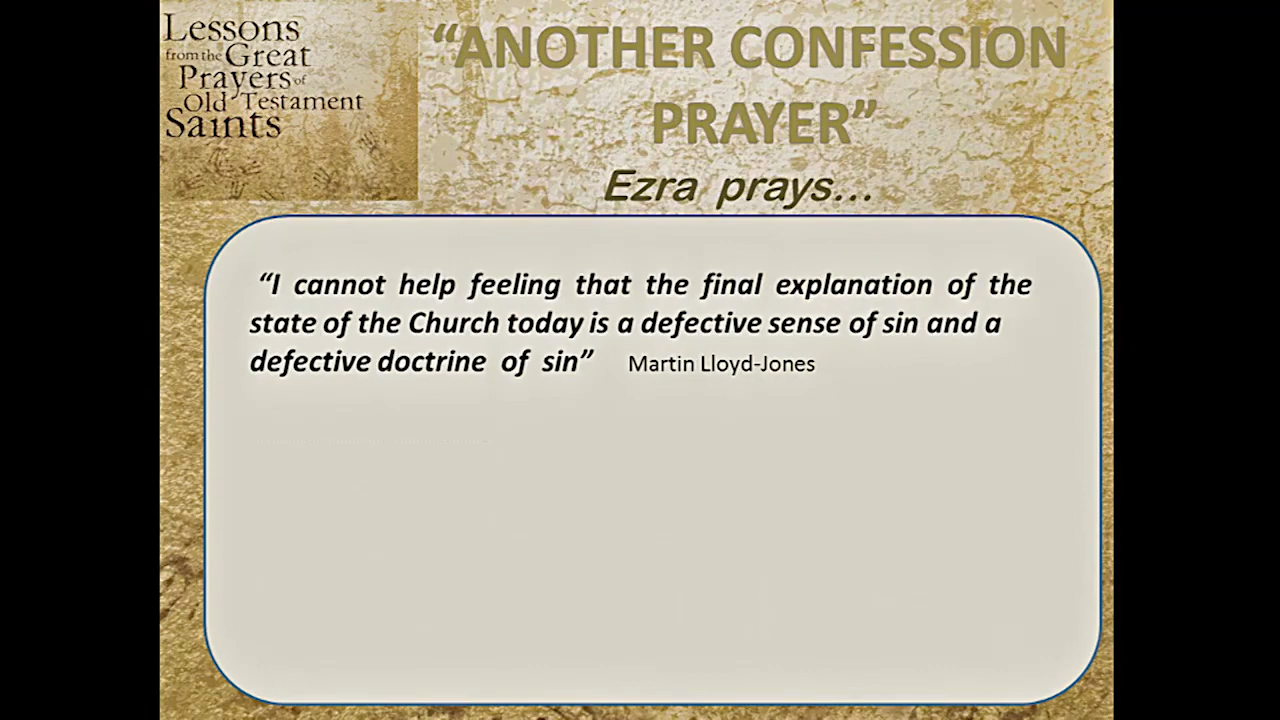 Lessons
from the Great
Prayers of
Old Testament
Saints
“ANOTHER CONFESSION
PRAYER”
Ezra prays...
“I cannot help feeling that the final explanation of the
state of the Church today is a defective sense of sin and a
defective doctrine of sin” Martin Lloyd-Jones